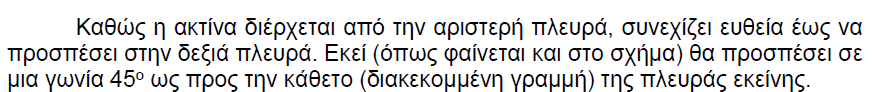 Καθώς η ακτίνα διέρχεται από την αριστερή πλευρά, συνεχίζει ευθεία έως να
προσπέσει στην δεξιά πλευρά. Εκεί (όπως φαίνεται και στο σχήμα) θα προσπέσει σε
μια γωνία 45º ως προς την κάθετο (διακεκομμένη γραμμή) της πλευράς εκείνης.